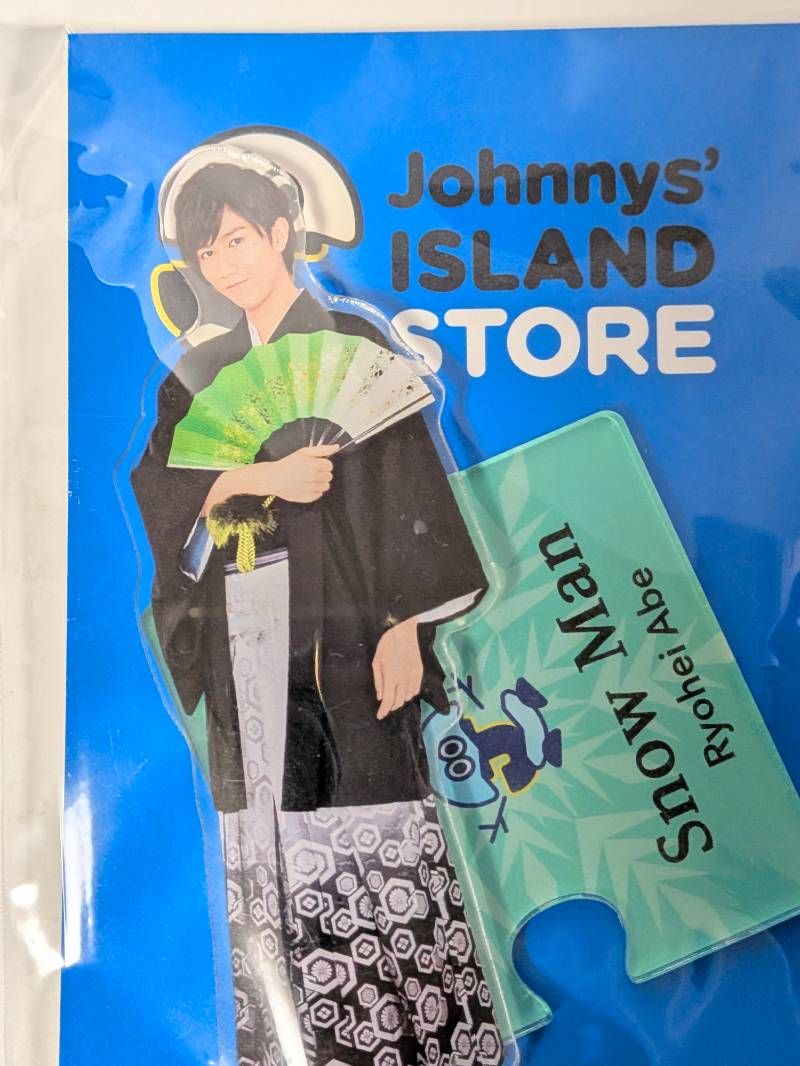 Johnnys’
ISLAND
STORE
Snow Man
Ryohei Abe